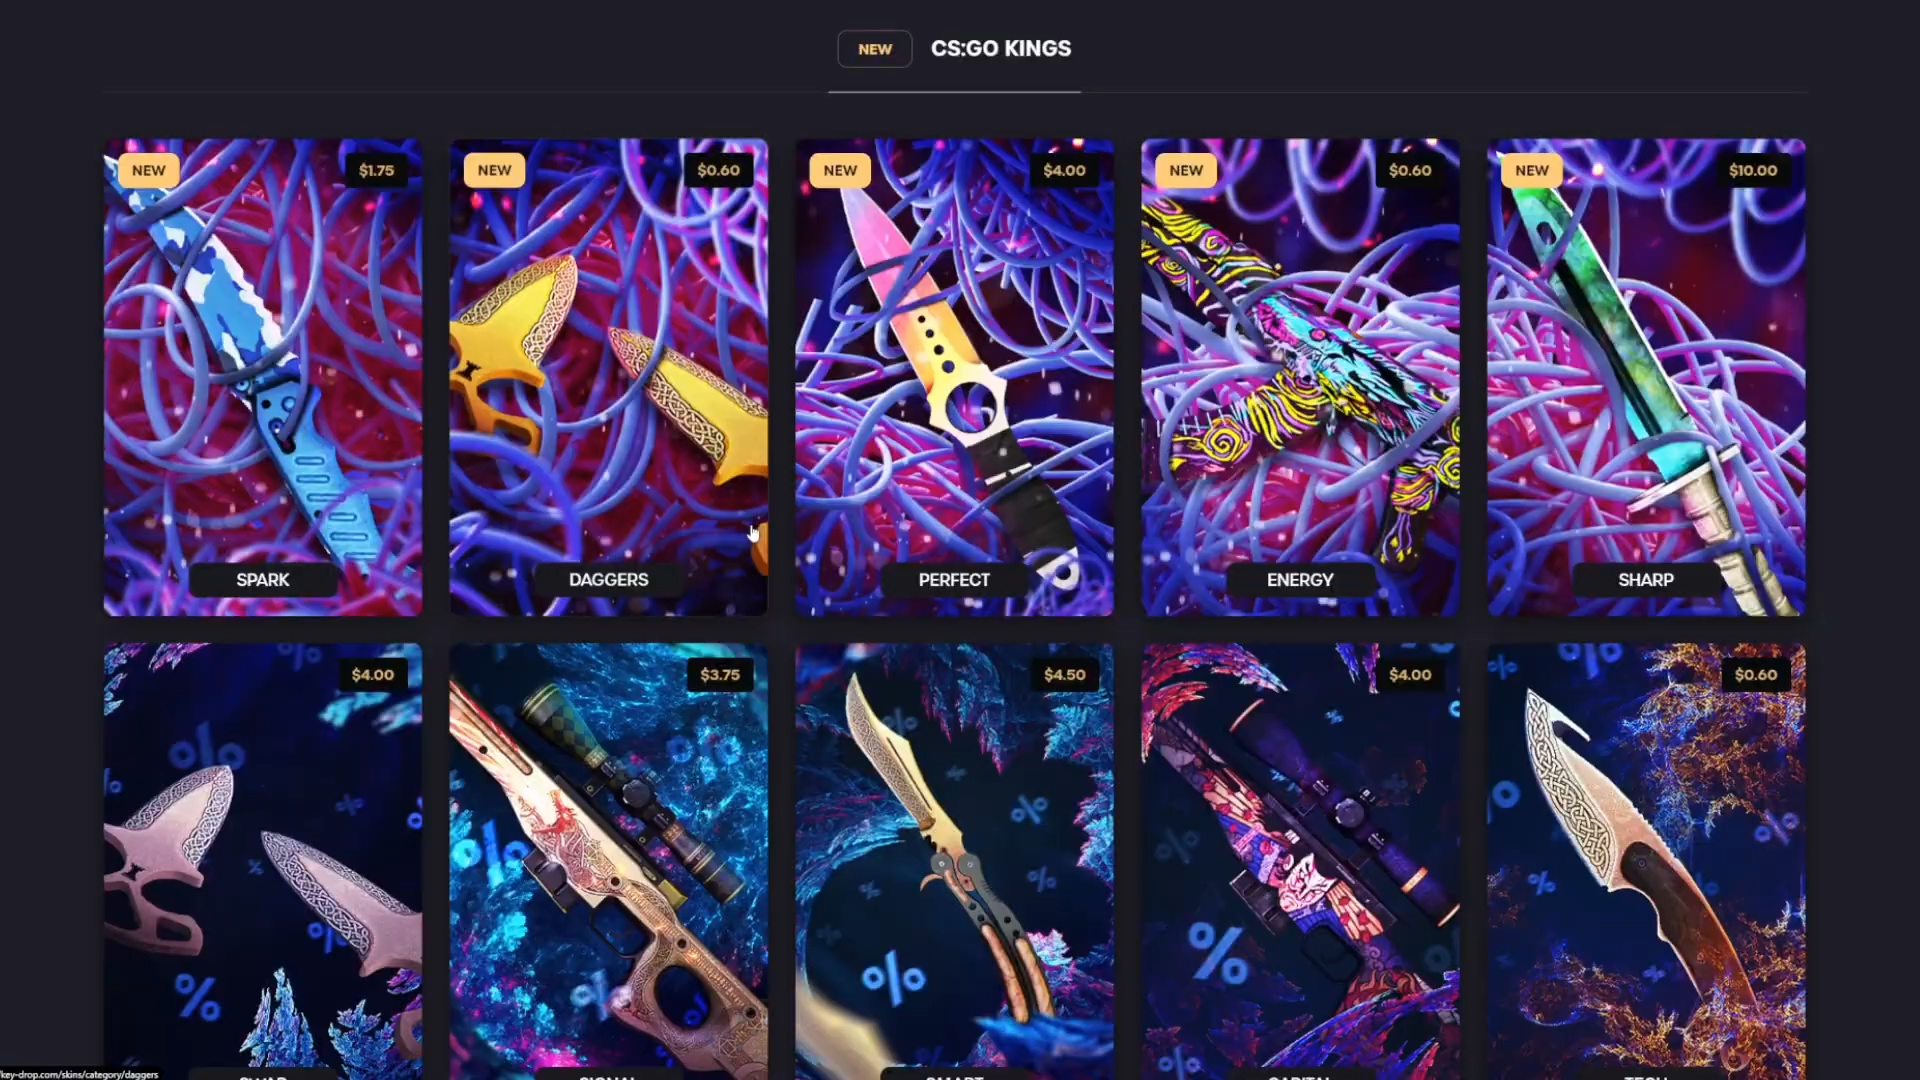 NEW CS:GO KINGS
NEW $1.75
NEW $0.60
NEW $4.00
NEW $0.60
NEW $10.00
SPARK
DAGGERS
PERFECT
ENERGY
SHARP
$4.00
$3.75
$4.50
$4.00
$0.60
%
%
%
%
key-drop.com/skins/category/daggers